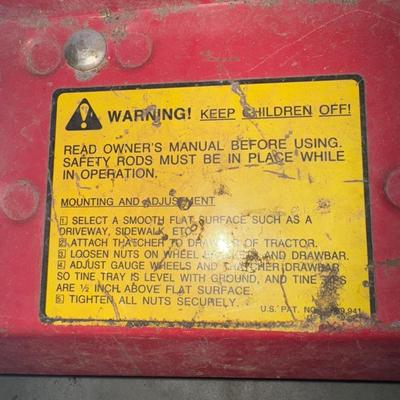 WARNING! KEEP CHILDREN OFF!
READ OWNER'S MANUAL BEFORE USING.
SAFETY RODS MUST BE IN PLACE WHILE
IN OPERATION.
MOUNTING AND ADJUSTMENT
1 SELECT A SMOOTH FLAT SURFACE SUCH AS A
DRIVEWAY, SIDEWALK, ETC.
2 ATTACH THATCHER TO DRAWBAR OF TRACTOR.
3 LOOSEN NUTS ON WHEEL BRACKETS AND DRAWBAR.
4 ADJUST GAUGE WHEELS AND THATCHER DRAWBAR
SO TINE TRAY IS LEVEL WITH GROUND, AND TINE TIPS
ARE ½ INCH ABOVE FLAT SURFACE.
5 TIGHTEN ALL NUTS SECURELY.
U.S. PAT. NO.